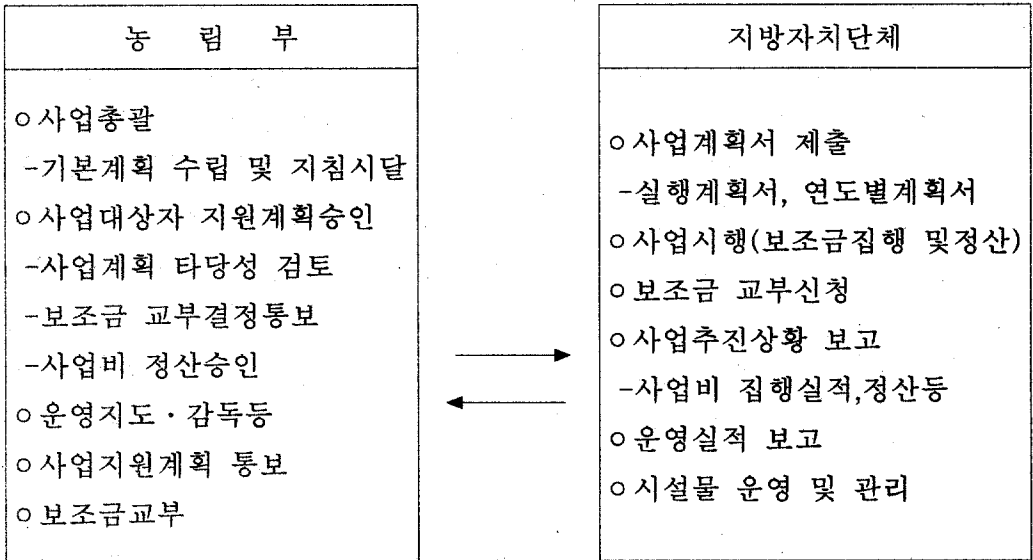 농 림 부
○사업총괄
-기본계획 수립 및 지침시달
○사업대상자 지원계획승인
-사업계획 타당성 검토
-보조금 교부결정통보
-사업비 정산승인
○운영지도·감독등
○사업지원계획 통보
○보조금교부
지방자치단체
○사업계획서 제출
-실행계획서, 연도별계획서
○사업시행(보조금집행 및정산)
○보조금 교부신청
○사업추진상황 보고
-사업비 집행실적,정산등
○운영실적 보고
○시설물 운영 및 관리